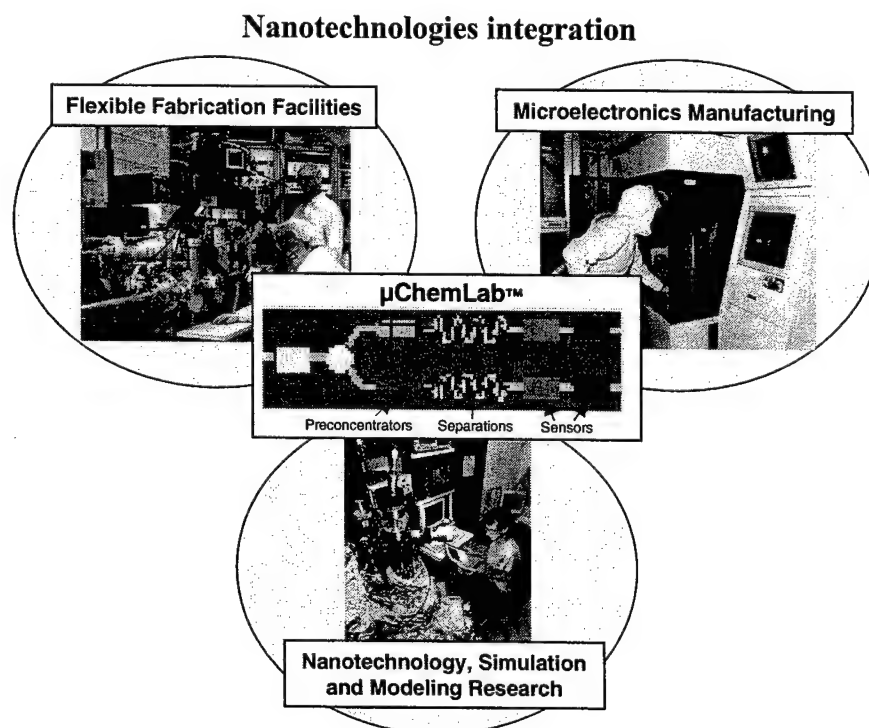 Nanotechnologies integration
Flexible Fabrication Facilities
Microelectronics Manufacturing
µChemLab™
Preconcentrators
Separations
Sensors
Nanotechnology, Simulation
and Modeling Research